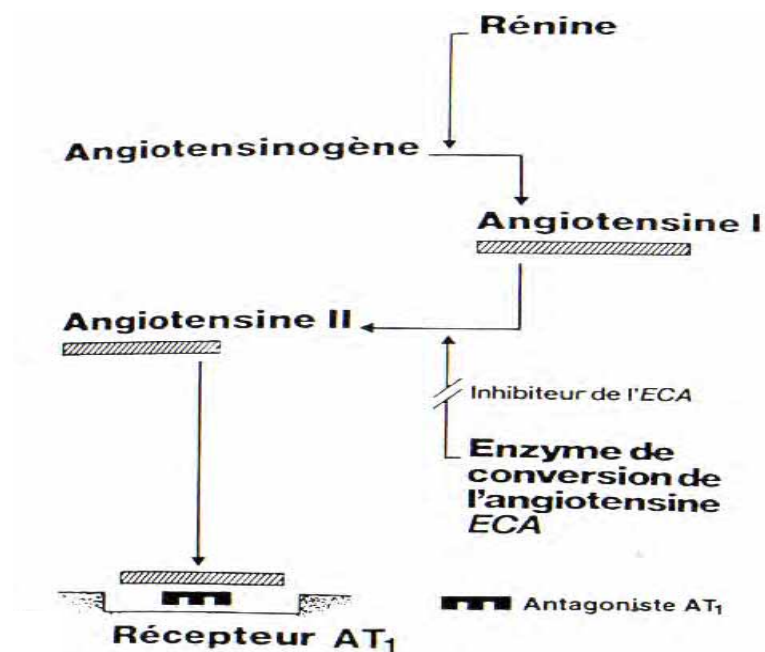 Rénine
Angiotensinogène
Angiotensine I
Angiotensine II
Inhibiteur de l'ECA
Enzyme de
conversion de
l'angiotensine
ECA
Antagoniste AT₁
Récepteur AT₁